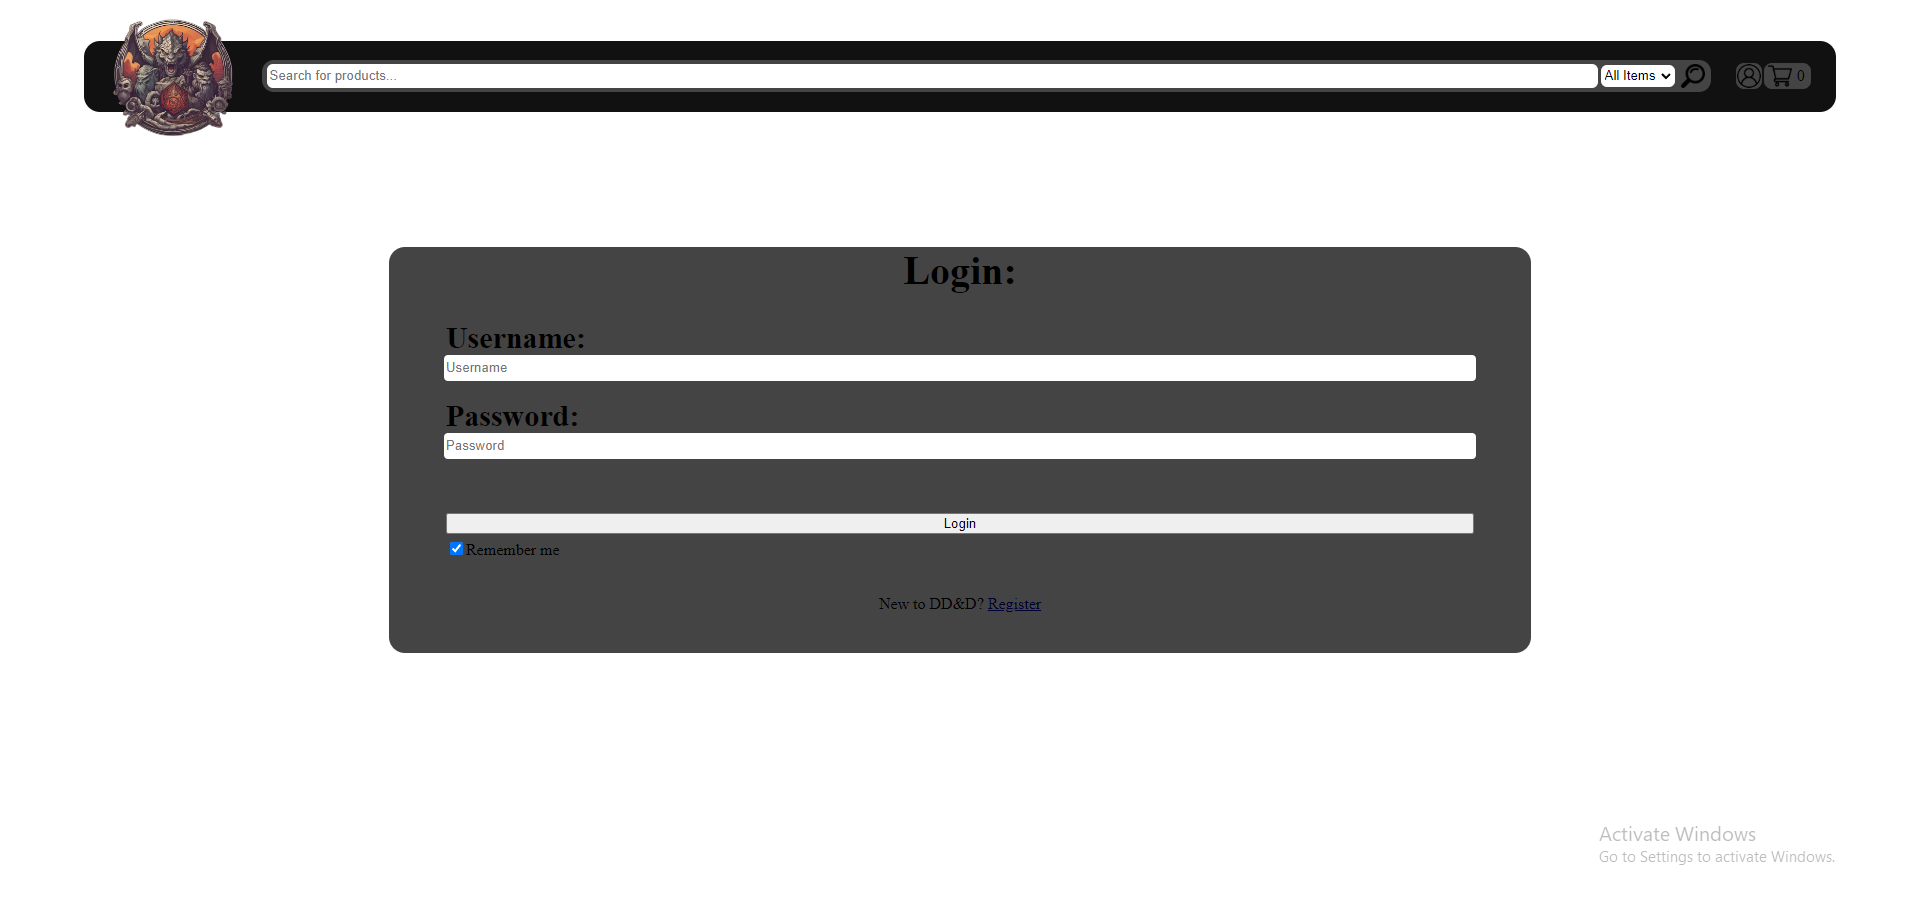 Search for products...
All Items
0
Login:
Username:
Username
Password:
Password
Login
Remember me
New to DD&D? Register
Activate Windows
Go to Settings to activate Windows.